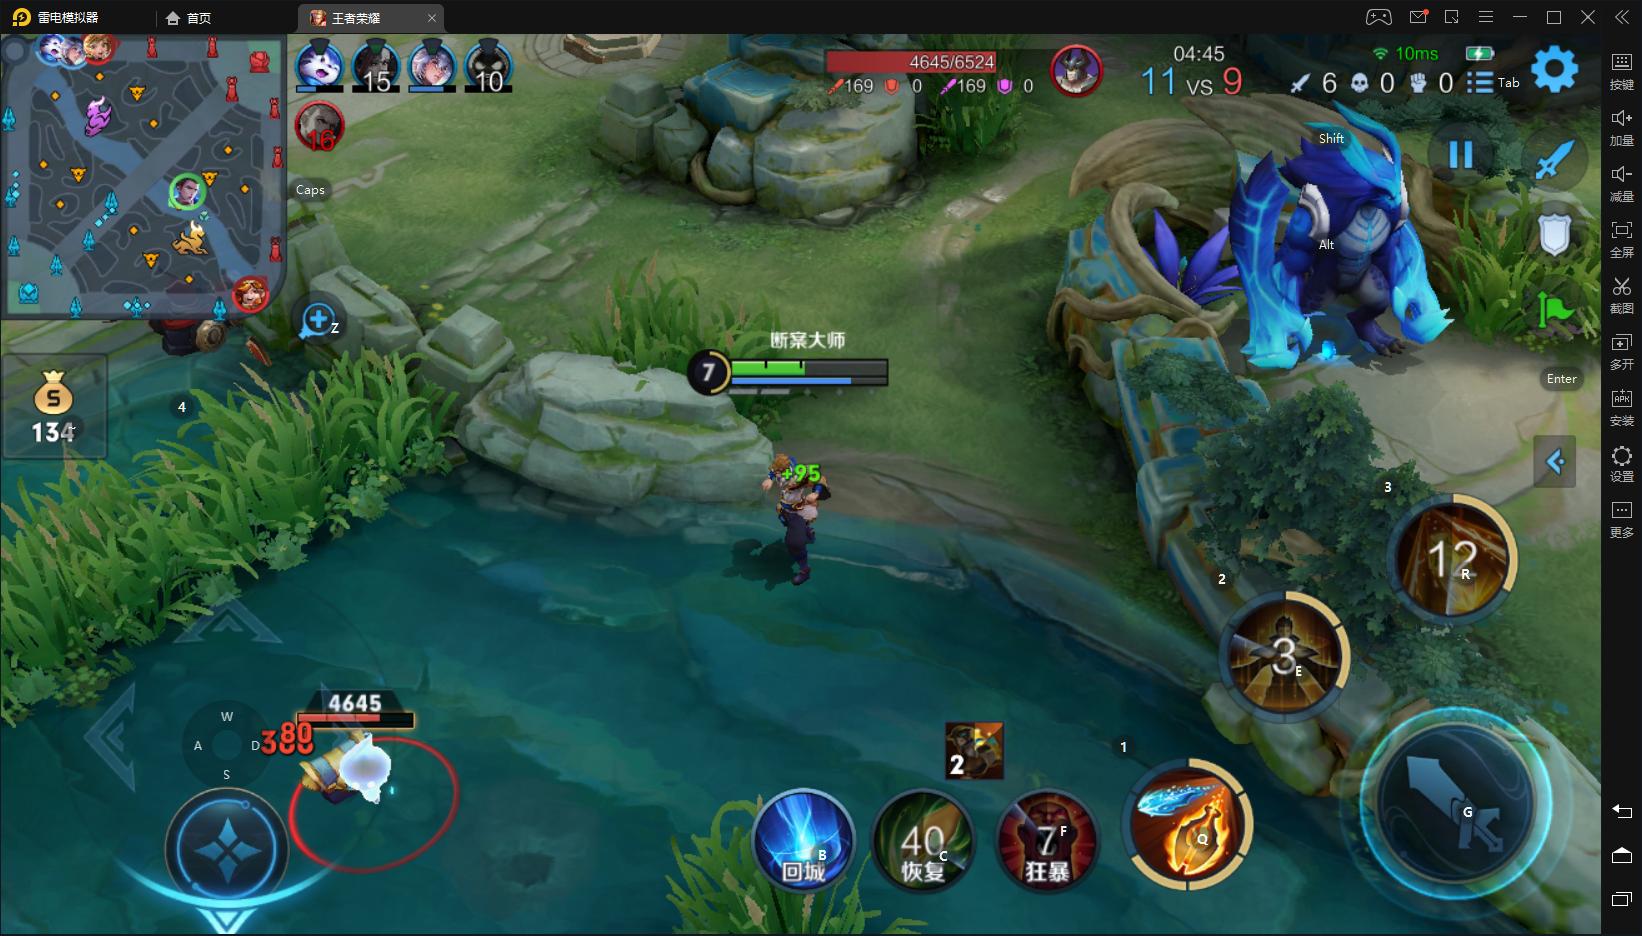 雷电模拟器
首页
王者荣耀
15
10
16
4645/6524
169
0
169
0
04:45
11 VS 9
10ms
6
0
0
Tab
Shift
Alt
Enter
Caps
Z
4
134
断案大师
7
+95
4645
380
W
A
D
S
2
B
回城
40
C
恢复
7
F
狂暴
1
Q
2
3
E
3
12
R
G
按键
加量
减量
全屏
截图
多开
APK
安装
设置
更多